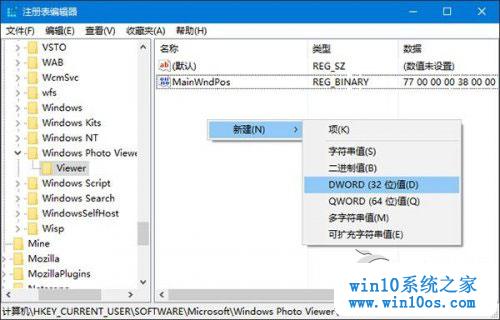 注册表编辑器
文件(F) 编辑(E) 查看(V) 收藏夹(A) 帮助(H)
VSTO
WAB
WcmSvc
wfs
Windows
Windows Kits
Windows NT
Windows Photo Viewe
Viewer
Windows Script
Windows Search
WindowsSelfHost
Wisp
Mine
Mozilla
MozillaPlugins
名称 类型 数据
(默认) REG_SZ (数值未设置)
MainWndPos REG_BINARY 77 00 00 00 38 00 00
新建(N)
项(K)
字符串值(S)
二进制值(B)
DWORD (32 位)值(D)
QWORD (64 位)值(Q)
多字符串值(M)
可扩充字符串值(E)
计算机\HKEY_CURRENT_USER\SOFTWARE\Microsoft\Windows Photo Viewer
win10系统之家
www.win10os.com